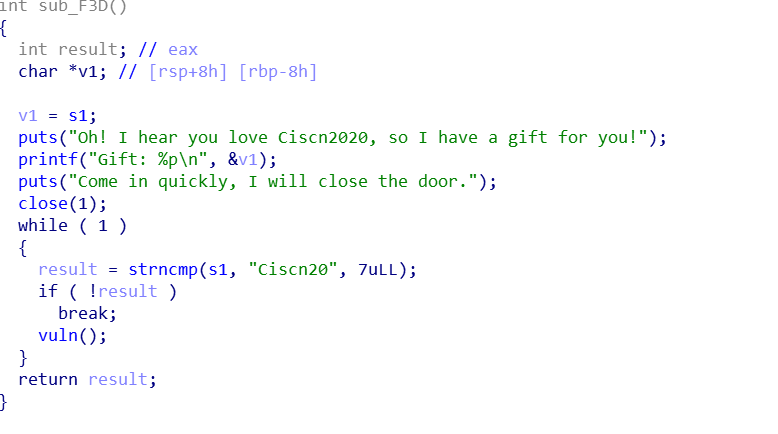 int sub_F3D()
{
  int result; // eax
  char *v1; // [rsp+8h] [rbp-8h]

  v1 = s1;
  puts("Oh! I hear you love Ciscn2020, so I have a gift for you!");
  printf("Gift: %p\n", &v1);
  puts("Come in quickly, I will close the door.");
  close(1);
  while ( 1 )
  {
    result = strncmp(s1, "Ciscn20", 7uLL);
    if ( !result )
      break;
    vuln();
  }
  return result;
}